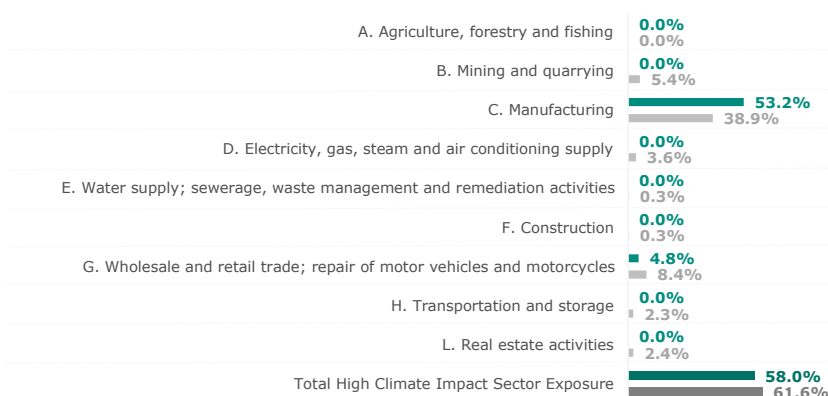 A. Agriculture, forestry and fishing 0.0%
0.0%
B. Mining and quarrying 0.0%
5.4%
C. Manufacturing 53.2%
38.9%
D. Electricity, gas, steam and air conditioning supply 0.0%
3.6%
E. Water supply; sewerage, waste management and remediation activities 0.0%
0.3%
F. Construction 0.0%
0.3%
G. Wholesale and retail trade; repair of motor vehicles and motorcycles 4.8%
8.4%
H. Transportation and storage 0.0%
2.3%
L. Real estate activities 0.0%
2.4%
Total High Climate Impact Sector Exposure 58.0%
61.6%